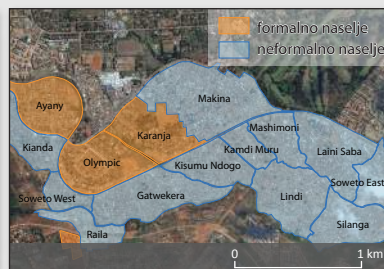 formalno naselje
neformalno naselje
Ayany
Makina
Karanja
Mashimoni
Kianda
Laini Saba
Olympic
Kamdi Muru
Kisumu Ndogo
Soweto East
Soweto West
Gatwekera
Lindi
Silanga
Raila
0 1 km